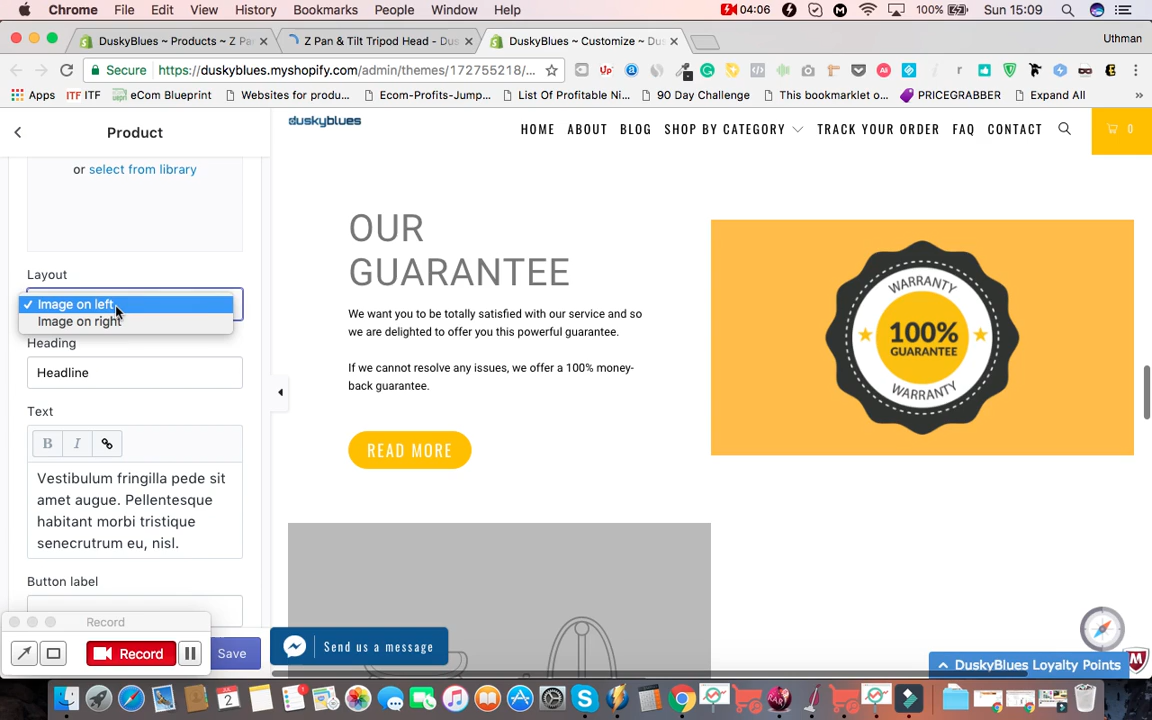 Chrome File Edit View History Bookmarks People Window Help 04:06 100% Sun 15:09
DuskyBlues ~ Products ~ Z Pa Z Pan & Tilt Tripod Head - Dus DuskyBlues ~ Customize ~ Dus Uthman
Secure https://duskyblues.myshopify.com/admin/themes/172755218/...
Apps ITF ITF eCom Blueprint Websites for produ... Ecom-Profits-Jump... List Of Profitable Ni... 90 Day Challenge This bookmarklet o... PRICEGRABBER Expand All »
Product
duskyblues HOME ABOUT BLOG SHOP BY CATEGORY TRACK YOUR ORDER FAQ CONTACT 0
or select from library
Layout
✓ Image on left
Image on right
Heading
Headline
Text
B I
Vestibulum fringilla pede sit
amet augue. Pellentesque
habitant morbi tristique
senecrutrum eu, nisl.
Button label
Record
Record
Save
OUR
GUARANTEE
We want you to be totally satisfied with our service and so
we are delighted to offer you this powerful guarantee.
If we cannot resolve any issues, we offer a 100% money-
back guarantee.
READ MORE
WARRANTY
100%
GUARANTEE
WARRANTY
Send us a message
DuskyBlues Loyalty Points